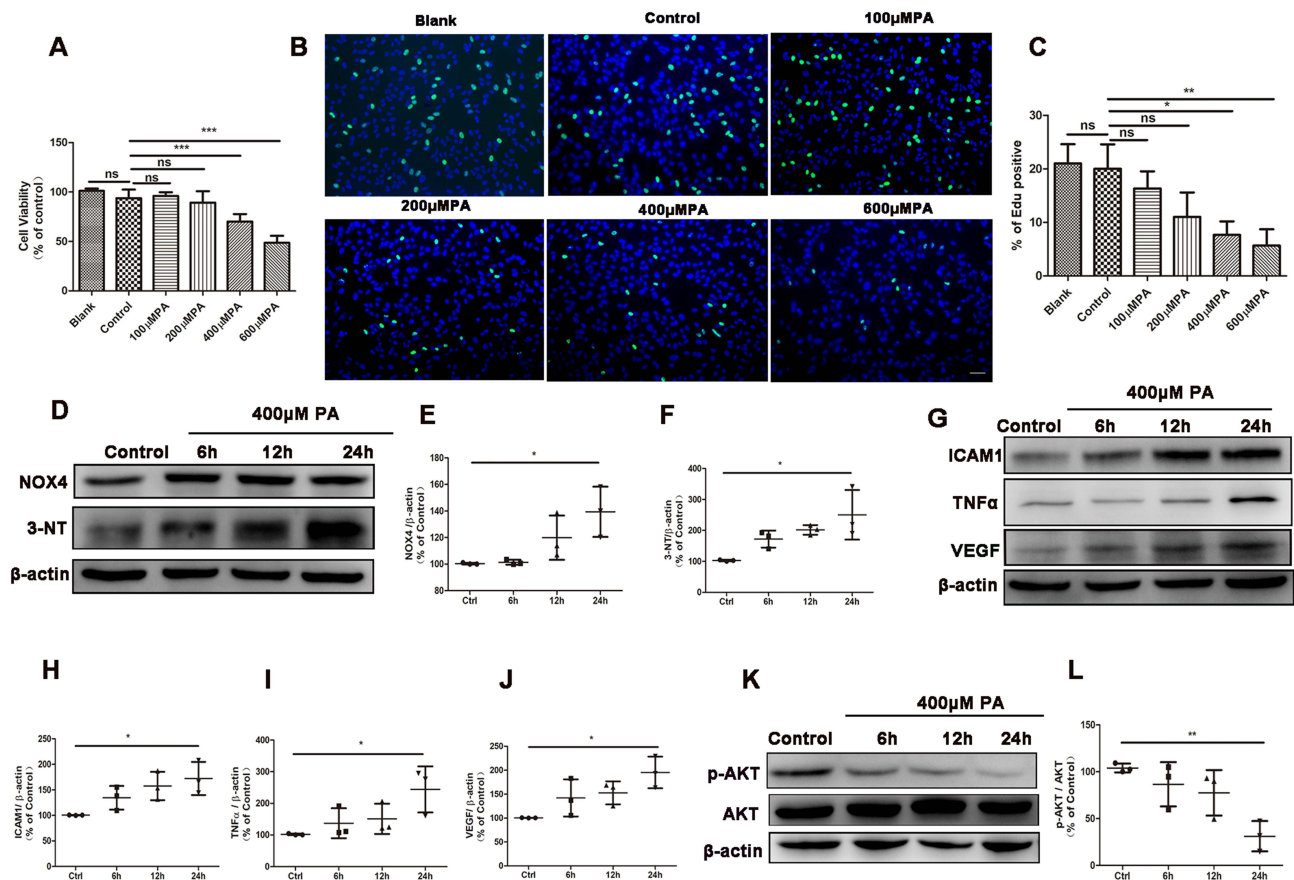 A
Cell Viability
(% of control)
150
100
50
0
ns
ns
ns
***
***
Blank
Control
100μMPA
200μMPA
400μMPA
600μMPA
B
Blank
Control
100μMPA
200μMPA
400μMPA
600μMPA
C
% of Edu positive
30
20
10
0
ns
ns
ns
*
**
Blank
Control
100μMPA
200μMPA
400μMPA
600μMPA
D
400μM PA
Control 6h 12h 24h
NOX4
3-NT
β-actin
E
NOX4 / β-actin
(% of Control)
180
160
140
120
100
80
*
Ctrl 6h 12h 24h
F
3-NT/β-actin
(% of Control)
400
300
200
100
0
*
Ctrl 6h 12h 24h
G
400μM PA
Control 6h 12h 24h
ICAM1
TNFα
VEGF
β-actin
H
ICAM1/ β-actin
(% of Control)
250
200
150
100
50
0
*
Ctrl 6h 12h 24h
I
TNFα / β-actin
(% of Control)
400
300
200
100
0
*
Ctrl 6h 12h 24h
J
VEGF/ β-actin
(% of Control)
250
200
150
100
50
0
*
Ctrl 6h 12h 24h
K
400μM PA
Control 6h 12h 24h
p-AKT
AKT
β-actin
L
p-AKT / AKT
(% of Control)
150
100
50
0
**
Ctrl 6h 12h 24h